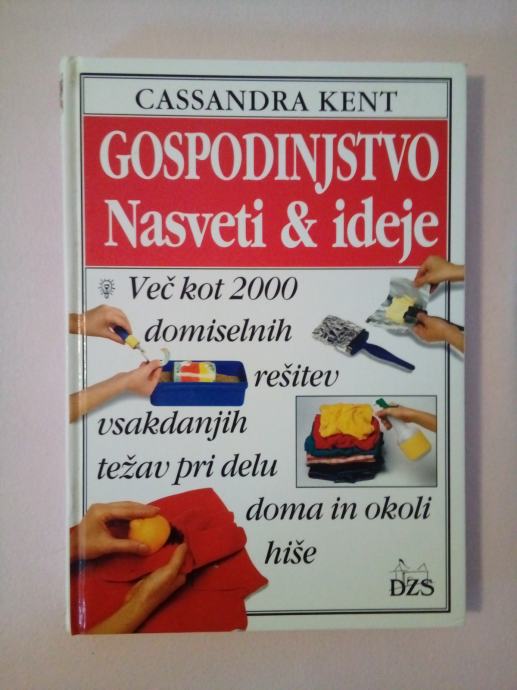 CASSANDRA KENT
GOSPODINJSTVO
Nasveti & ideje
Več kot 2000
domiselnih
rešitev
vsakdanjih
težav pri delu
doma in okoli
hiše
DZS